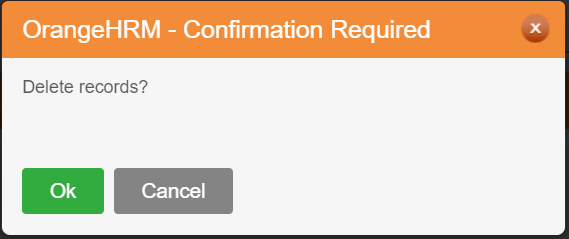 OrangeHRM - Confirmation Required
x
Delete records?
Ok
Cancel